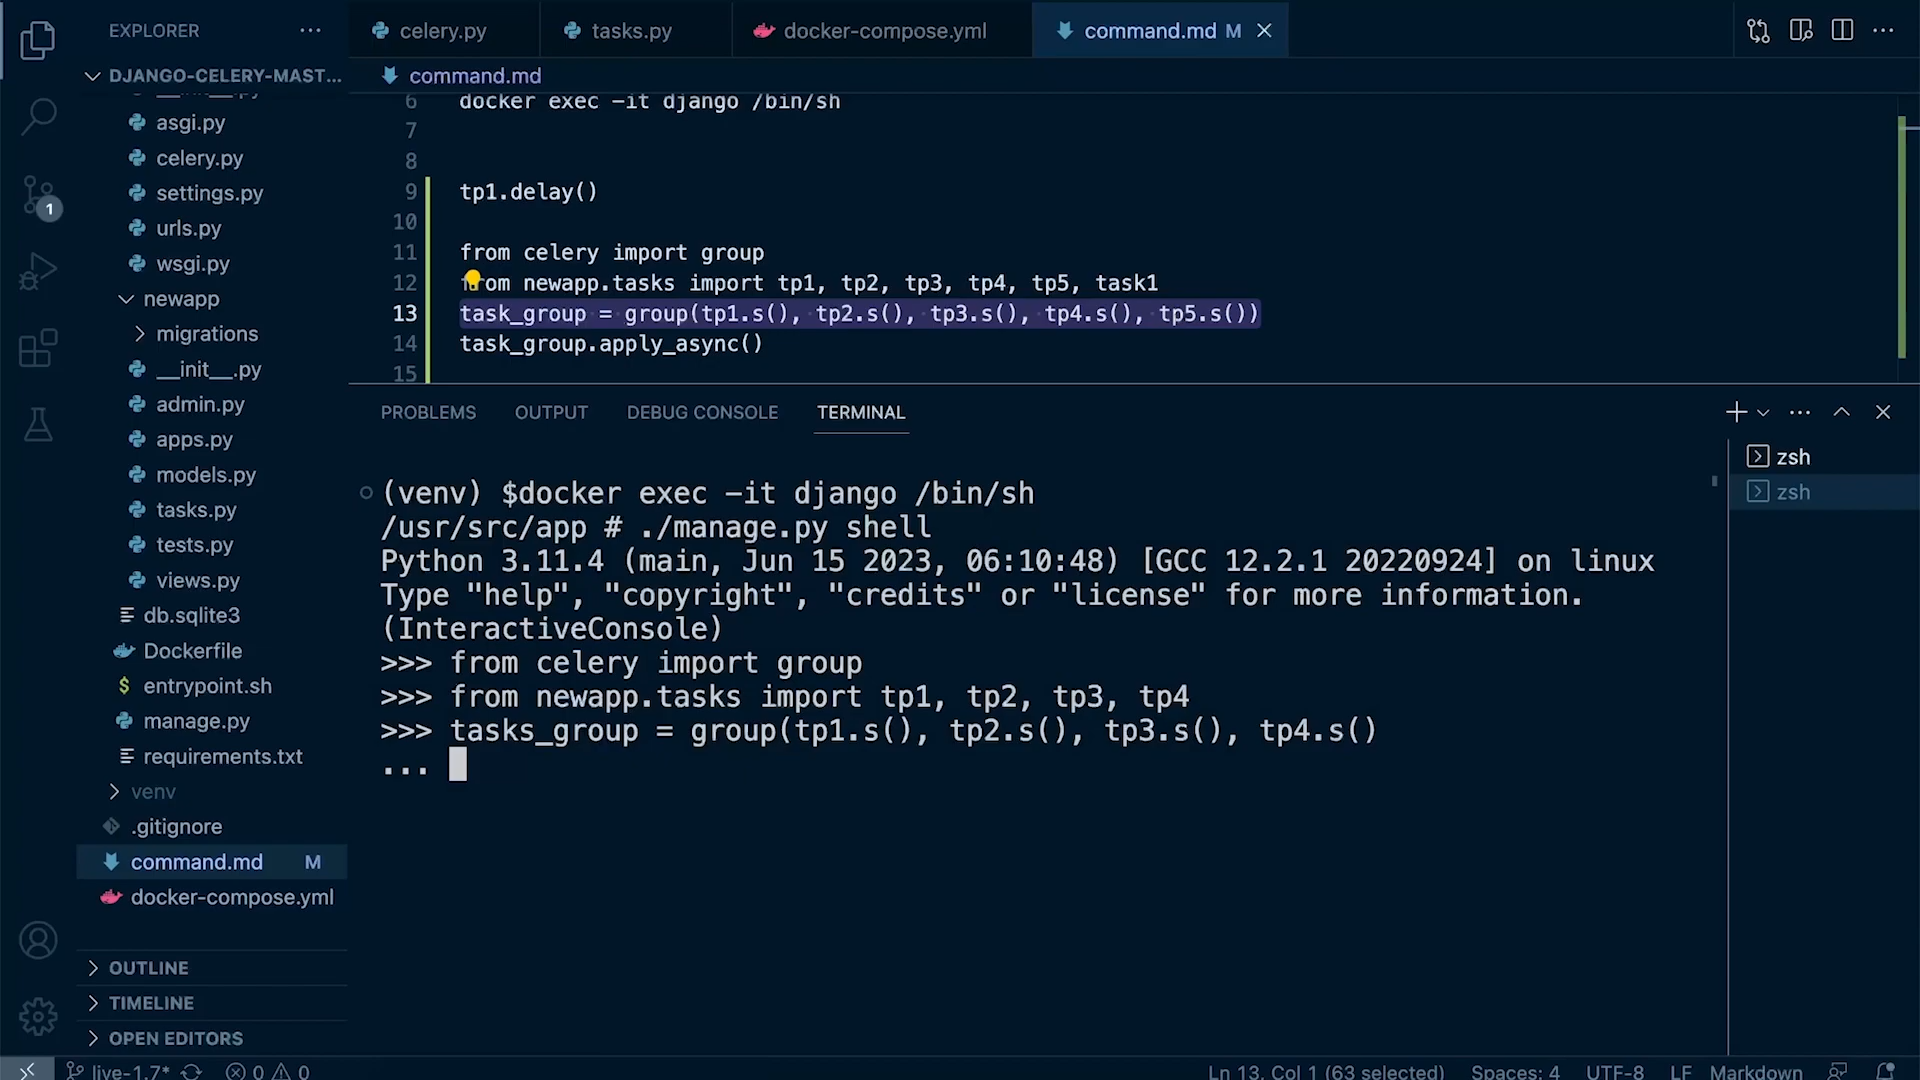 EXPLORER
DJANGO-CELERY-MAST...
asgi.py
celery.py
settings.py
urls.py
wsgi.py
newapp
migrations
__init__.py
admin.py
apps.py
models.py
tasks.py
tests.py
views.py
db.sqlite3
Dockerfile
entrypoint.sh
manage.py
requirements.txt
venv
.gitignore
command.md M
docker-compose.yml
OUTLINE
TIMELINE
OPEN EDITORS
1
celery.py tasks.py docker-compose.yml command.md M
command.md
6 docker exec -it django /bin/sh
7
8
9 tp1.delay()
10
11 from celery import group
12 from newapp.tasks import tp1, tp2, tp3, tp4, tp5, task1
13 task_group = group(tp1.s(), tp2.s(), tp3.s(), tp4.s(), tp5.s())
14 task_group.apply_async()
15
PROBLEMS OUTPUT DEBUG CONSOLE TERMINAL
(venv) $docker exec -it django /bin/sh
/usr/src/app # ./manage.py shell
Python 3.11.4 (main, Jun 15 2023, 06:10:48) [GCC 12.2.1 20220924] on linux
Type "help", "copyright", "credits" or "license" for more information.
(InteractiveConsole)
>>> from celery import group
>>> from newapp.tasks import tp1, tp2, tp3, tp4
>>> tasks_group = group(tp1.s(), tp2.s(), tp3.s(), tp4.s()
...
zsh
zsh
live-1.7* 0 0 Ln 13, Col 1 (63 selected) Spaces: 4 UTF-8 LF Markdown